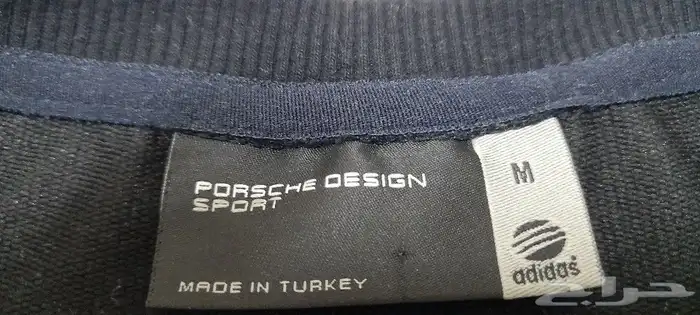 PORSCHE DESIGN
SPORT
MADE IN TURKEY
M
adidas
حراج